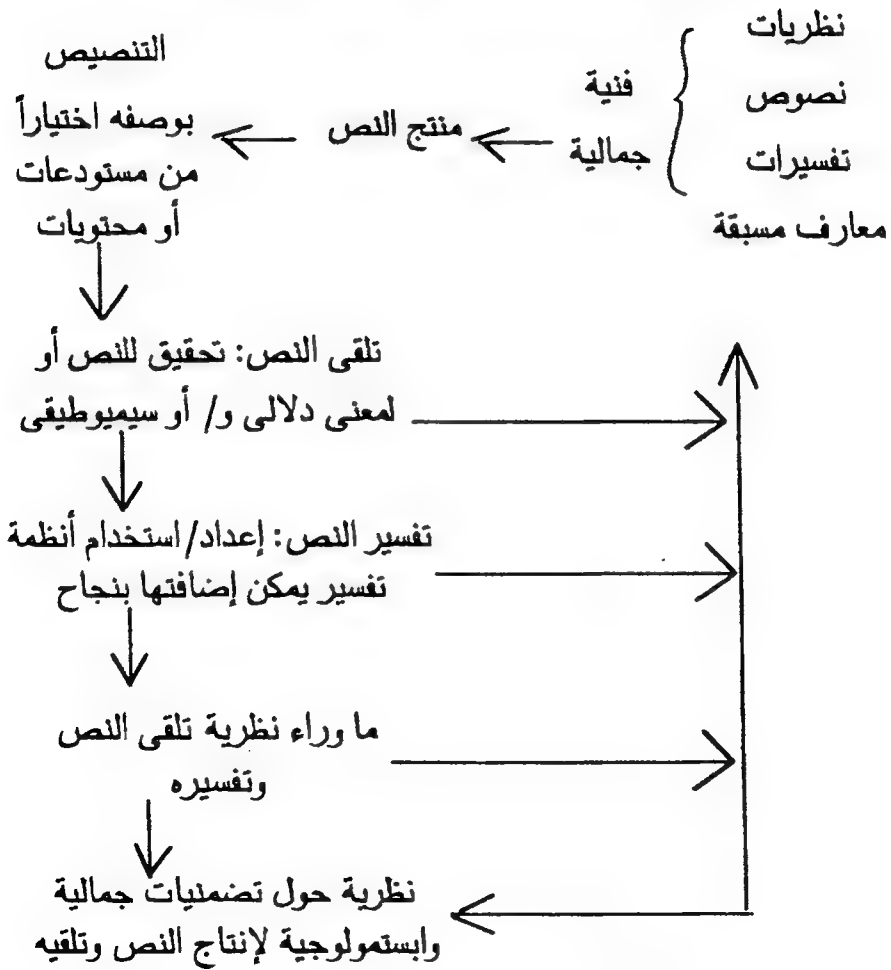 نظريات
نصوص
تفسيرات
معارف مسبقة
فنية
جمالية
منتج النص
التنصيص
بوصفه اختياراً
من مستودعات
أو محتويات
تلقى النص: تحقيق للنص أو
لمعنى دلالى و/ أو سيميوطيقى
تفسير النص: إعداد/استخدام أنظمة
تفسير يمكن إضافتها بنجاح
ما وراء نظرية تلقى النص
وتفسيره
نظرية حول تضمنيات جمالية
وابستمولوجية لإنتاج النص وتلقيه